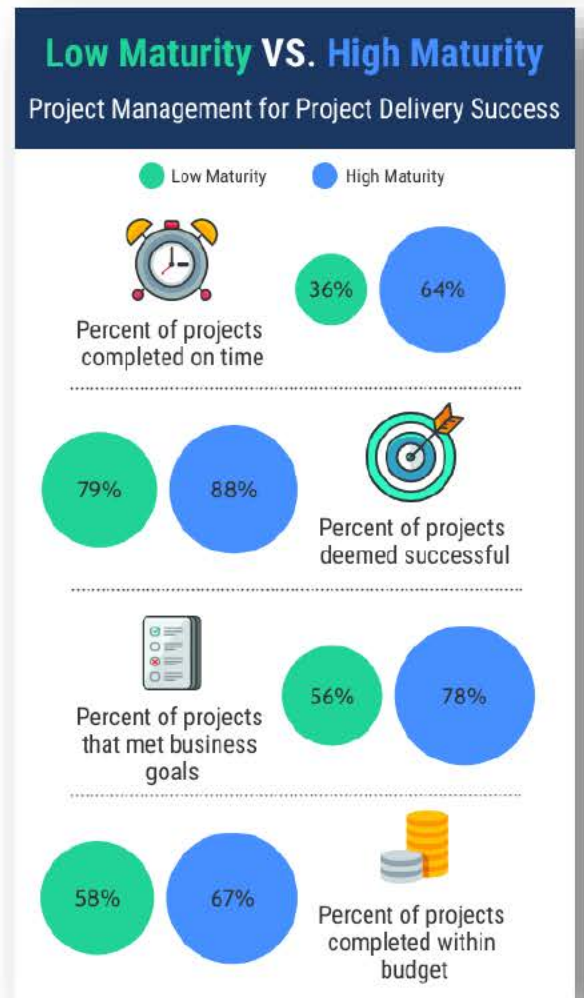 Low Maturity VS. High Maturity
Project Management for Project Delivery Success
Low Maturity
High Maturity
Percent of projects
completed on time
36%
64%
79%
88%
Percent of projects
deemed successful
Percent of projects
that met business
goals
56%
78%
58%
67%
Percent of projects
completed within
budget